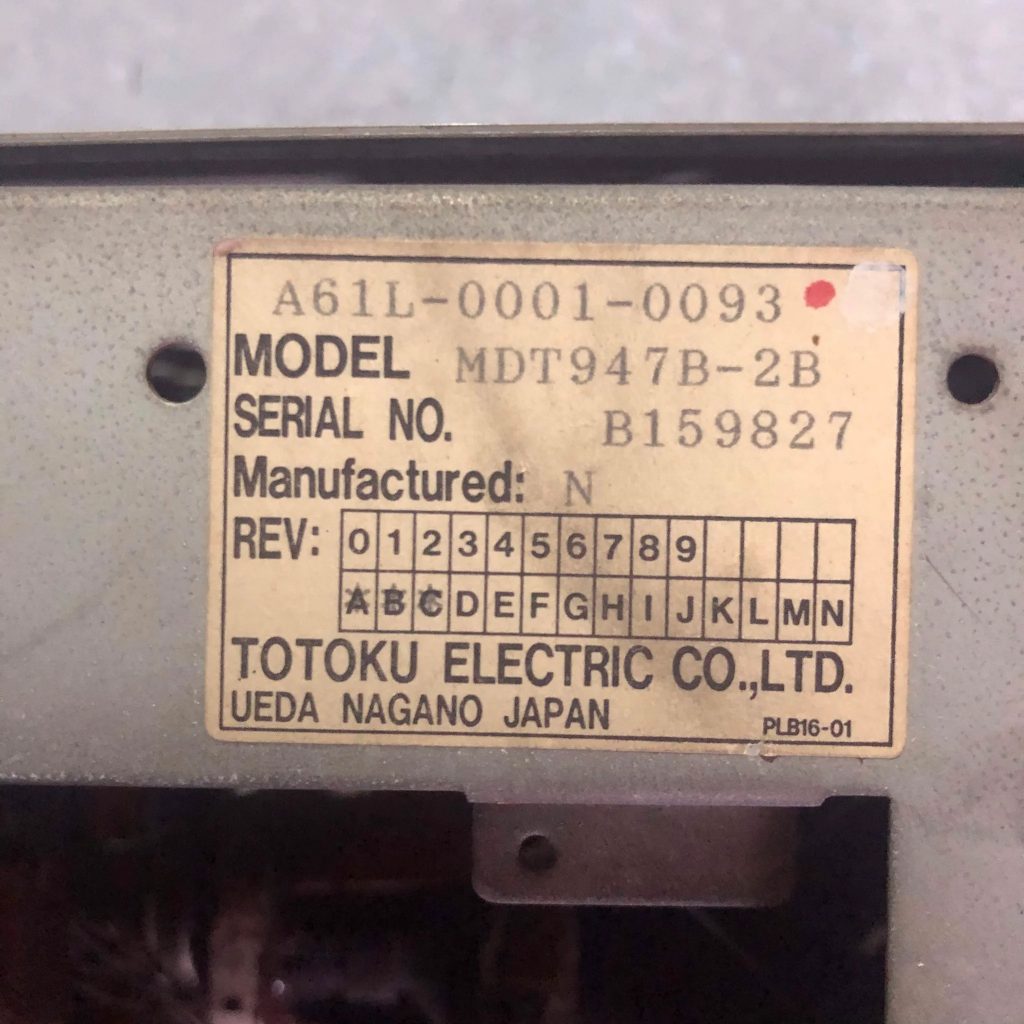 A61L-0001-0093
MODEL MDT947B-2B
SERIAL NO. B159827
Manufactured: N
REV: 0 1 2 3 4 5 6 7 8 9
A B C D E F G H I J K L M N
TOTOKU ELECTRIC CO.,LTD.
UEDA NAGANO JAPAN PLB16-01